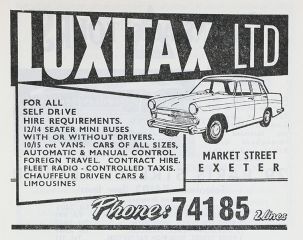 LUXITAX LTD
FOR ALL
SELF DRIVE
HIRE REQUIREMENTS.
12/14 SEATER MINI BUSES
WITH OR WITHOUT DRIVERS.
10/15 cwt VANS. CARS OF ALL SIZES,
AUTOMATIC & MANUAL CONTROL.
FOREIGN TRAVEL. CONTRACT HIRE.
FLEET RADIO - CONTROLLED TAXIS.
CHAUFFEUR DRIVEN CARS &
LIMOUSINES
MARKET STREET
EXETER
Phone: 74185 2 lines